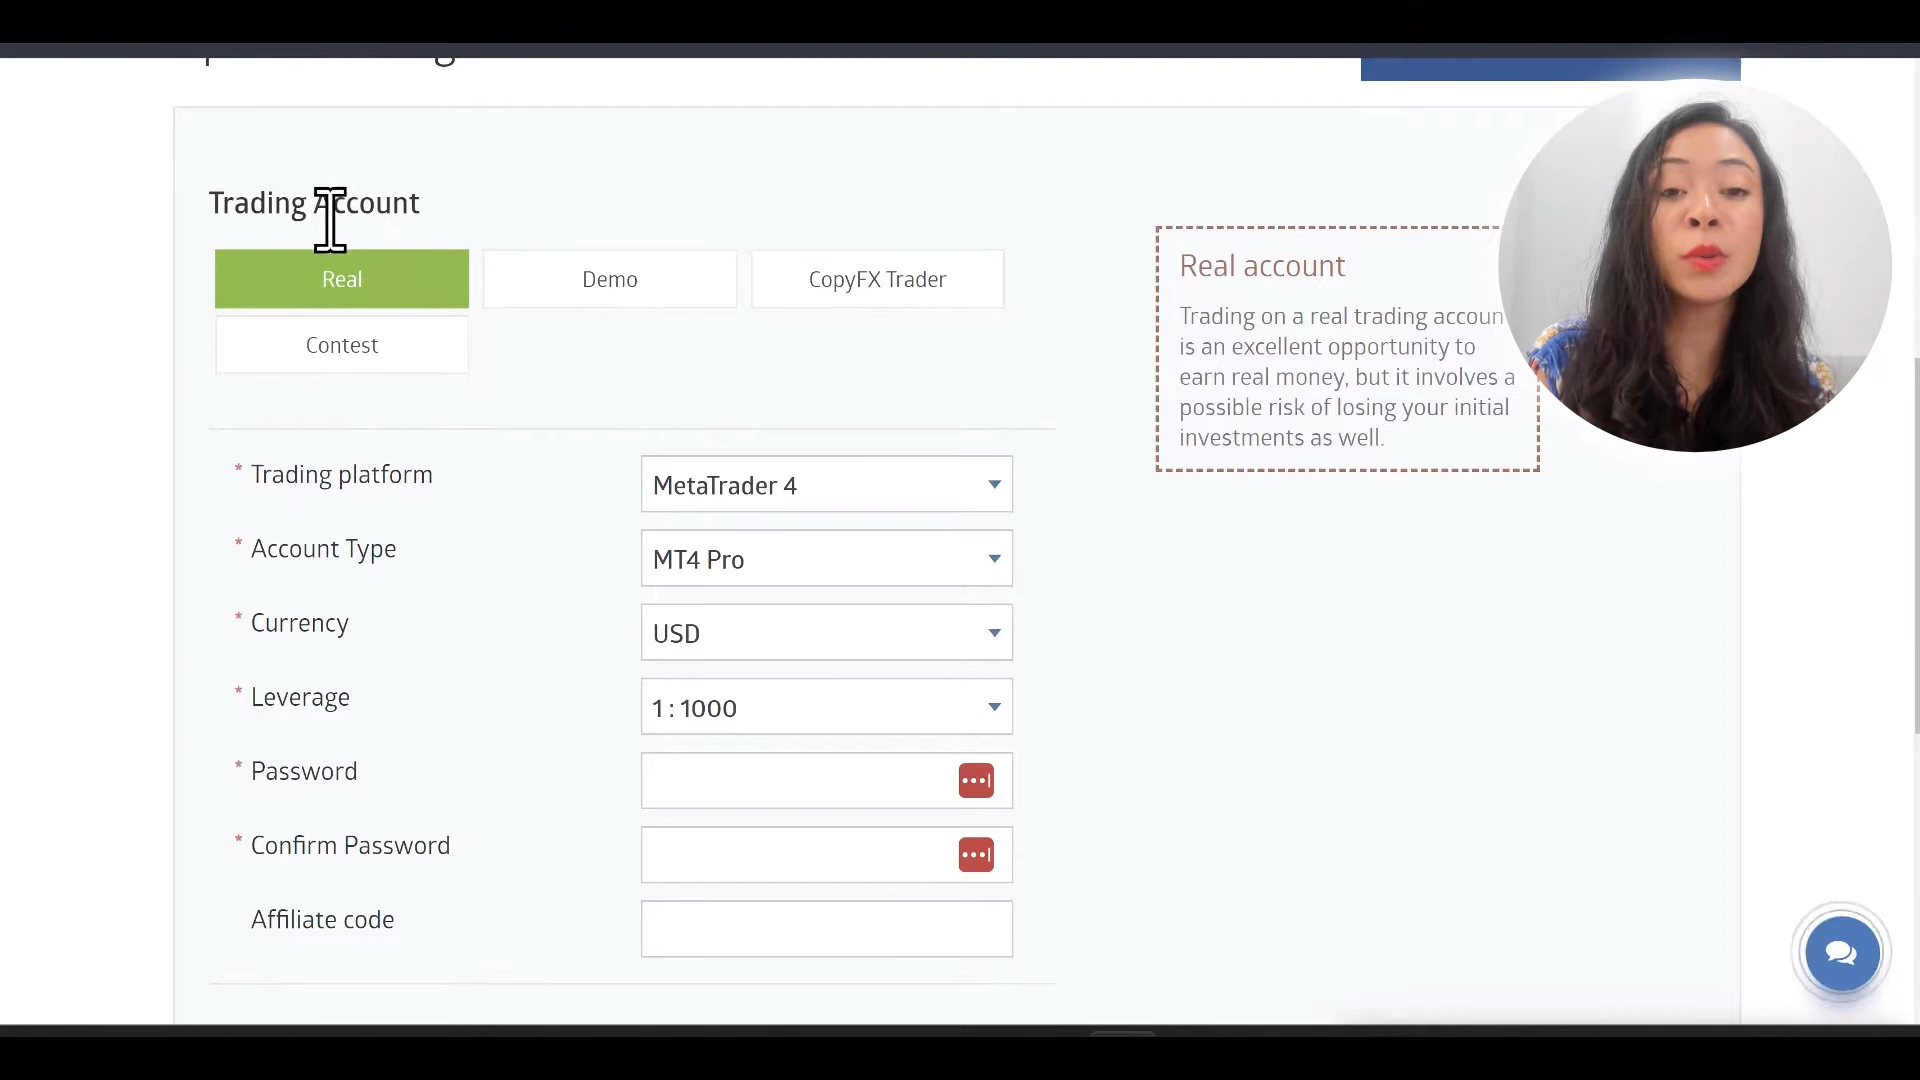 Trading Account
Real
Demo
CopyFX Trader
Contest
Real account
Trading on a real trading accoun
is an excellent opportunity to
earn real money, but it involves a
possible risk of losing your initial
investments as well.
* Trading platform
MetaTrader 4
* Account Type
MT4 Pro
* Currency
USD
* Leverage
1 : 1000
* Password
* Confirm Password
Affiliate code